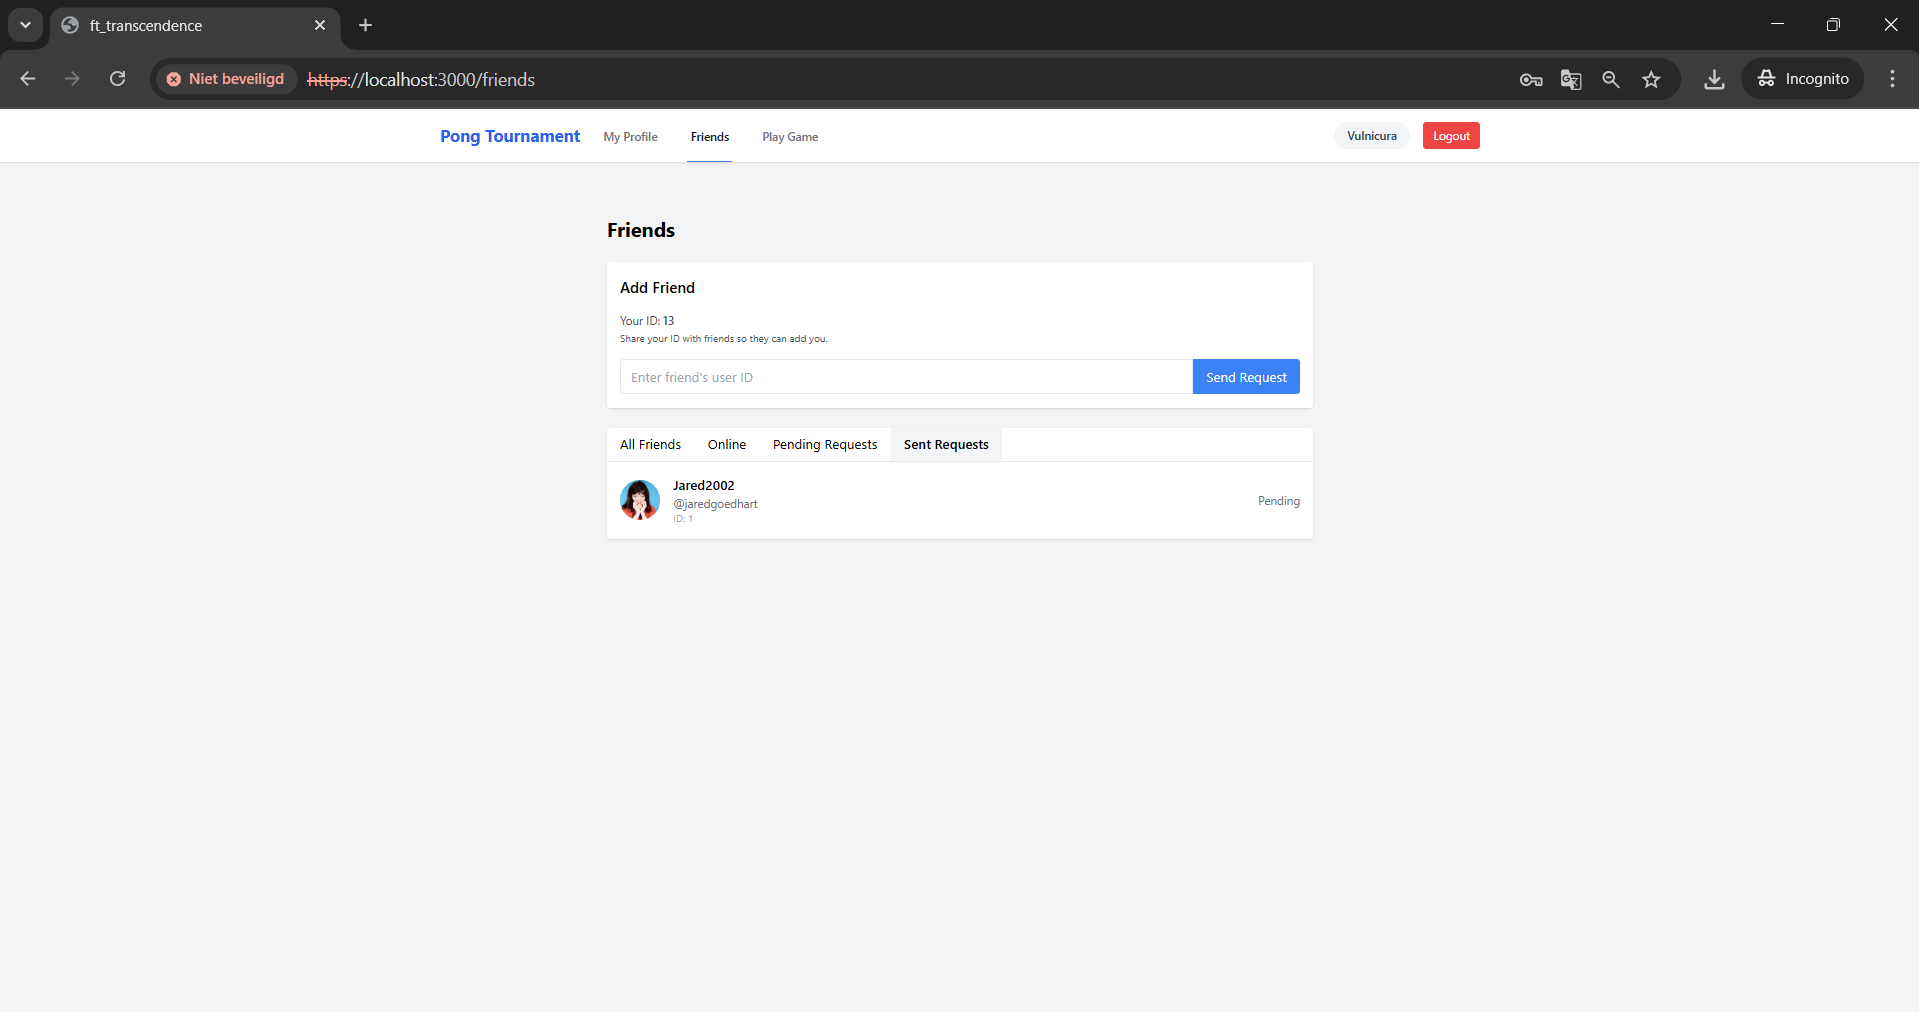 ft_transcendence
Niet beveiligd https://localhost:3000/friends Incognito
Pong Tournament My Profile Friends Play Game Vulnicura Logout
Friends
Add Friend
Your ID: 13
Share your ID with friends so they can add you.
Enter friend's user ID Send Request
All Friends Online Pending Requests Sent Requests
Jared2002
@jaredgoedhart
ID: 1
Pending